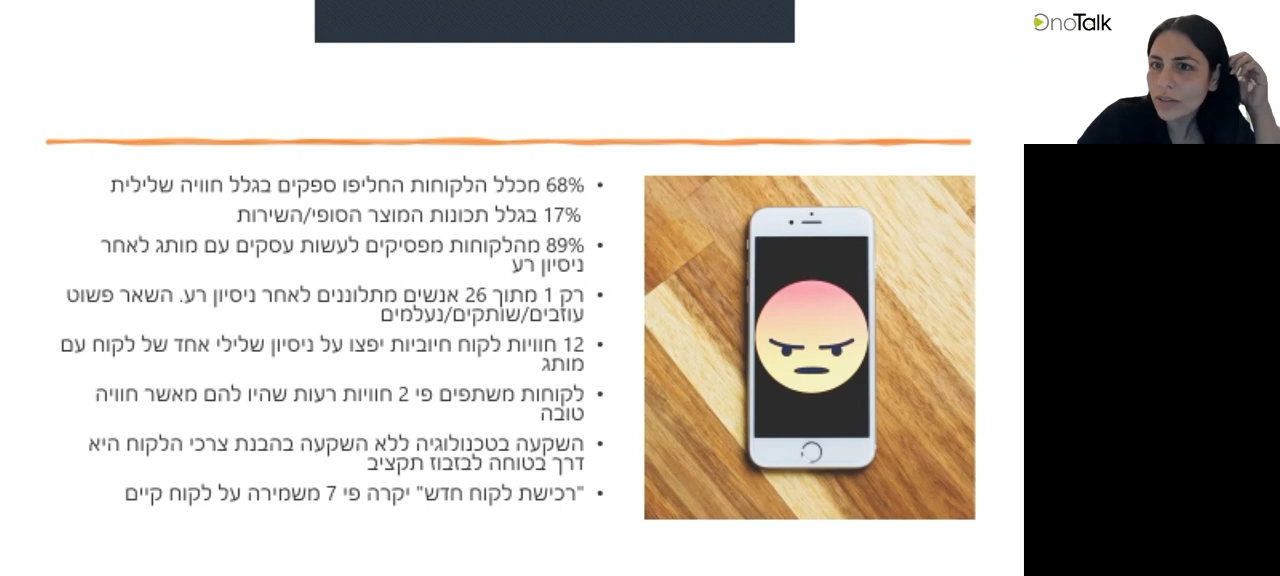 OnoTalk
68% מכלל הלקוחות החליפו ספקים בגלל חוויה שלילית
17% בגלל תכונות המוצר הסופי/השירות
89% מהלקוחות מפסיקים לעשות עסקים עם מותג לאחר
ניסיון רע
רק 1 מתוך 26 אנשים מתלוננים לאחר ניסיון רע. השאר פשוט
עוזבים/שותקים/נעלמים
12 חוויות לקוח חיוביות יפצו על ניסיון שלילי אחד של לקוח עם
מותג
לקוחות משתפים פי 2 חוויות רעות שהיו להם מאשר חוויה
טובה
השקעה בטכנולוגיה ללא השקעה בהבנת צרכי הלקוח היא
דרך בטוחה לבזבוז תקציב
"רכישת לקוח חדש" יקרה פי 7 משמירה על לקוח קיים